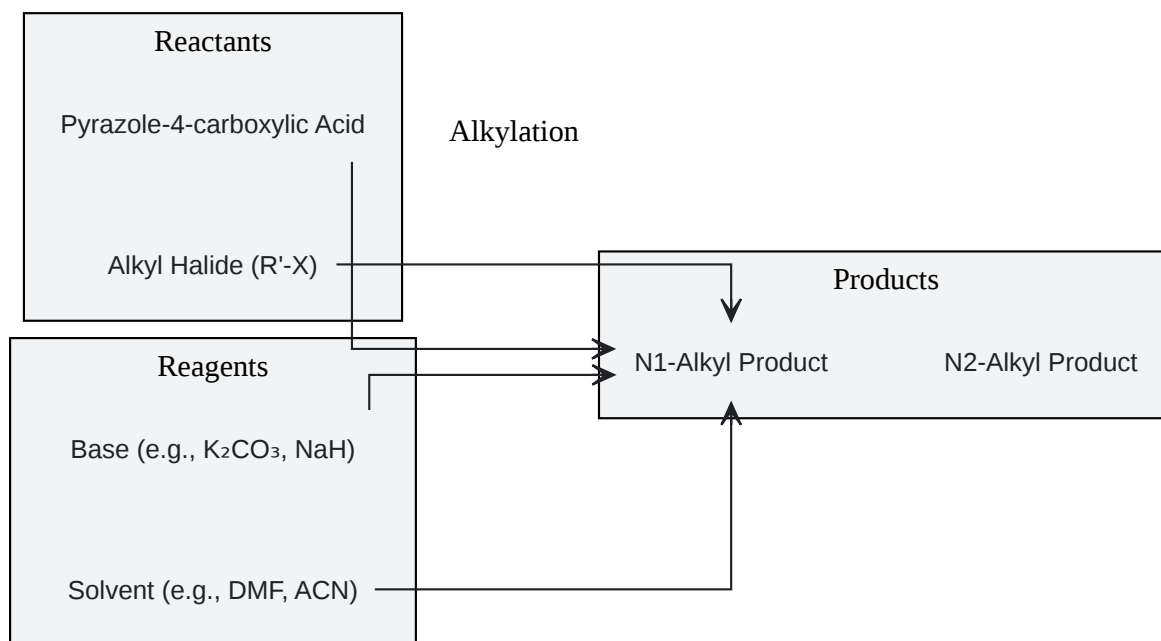 Reactants
Pyrazole-4-carboxylic Acid
Alkylation
Alkyl Halide (R'-X)
Products
N1-Alkyl Product
N2-Alkyl Product
Reagents
Base (e.g., K₂CO₃, NaH)
Solvent (e.g., DMF, ACN)